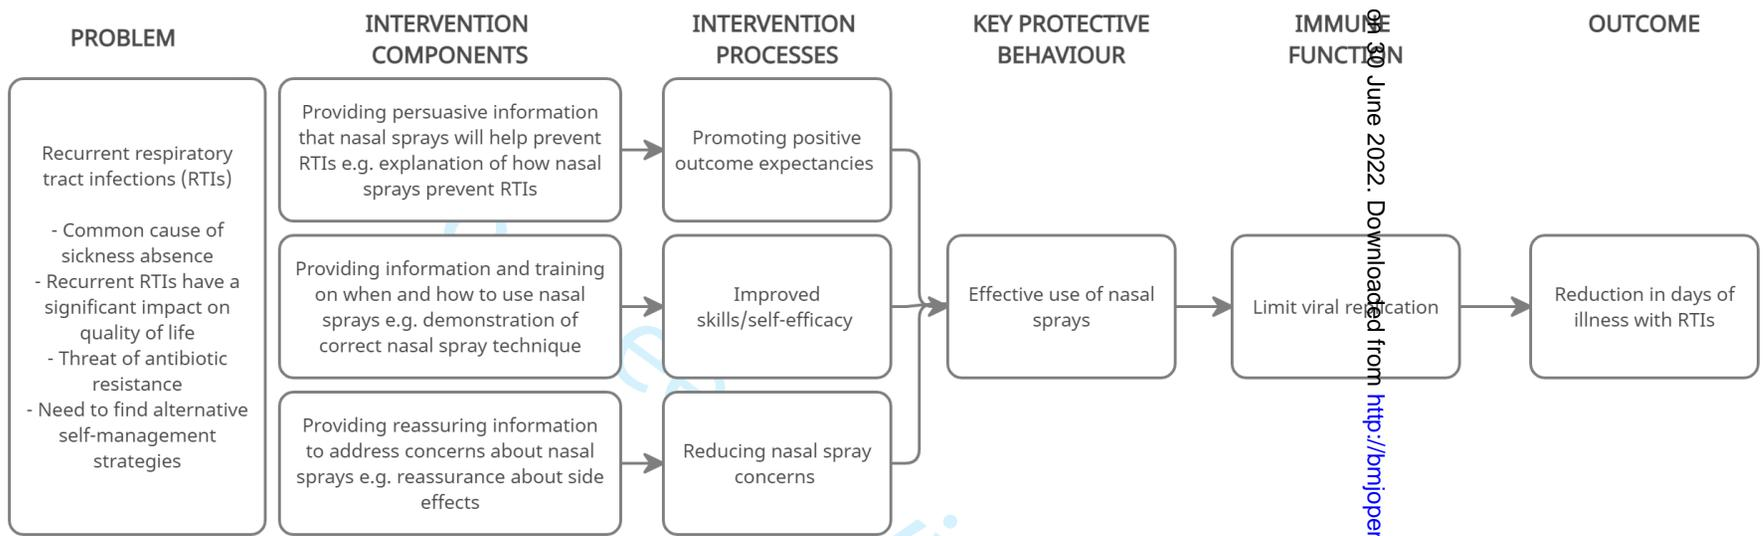 PROBLEM
INTERVENTION
COMPONENTS
INTERVENTION
PROCESSES
KEY PROTECTIVE
BEHAVIOUR
IMMUNE
FUNCTION
OUTCOME
Recurrent respiratory
tract infections (RTIs)
- Common cause of
sickness absence
- Recurrent RTIs have a
significant impact on
quality of life
- Threat of antibiotic
resistance
- Need to find alternative
self-management
strategies
Providing persuasive information
that nasal sprays will help prevent
RTIs e.g. explanation of how nasal
sprays prevent RTIs
Promoting positive
outcome expectancies
Providing information and training
on when and how to use nasal
sprays e.g. demonstration of
correct nasal spray technique
Improved
skills/self-efficacy
Providing reassuring information
to address concerns about nasal
sprays e.g. reassurance about side
effects
Reducing nasal spray
concerns
Effective use of nasal
sprays
Limit viral replication
Reduction in days of
illness with RTIs
on 30 June 2022. Downloaded from http://bmjopen